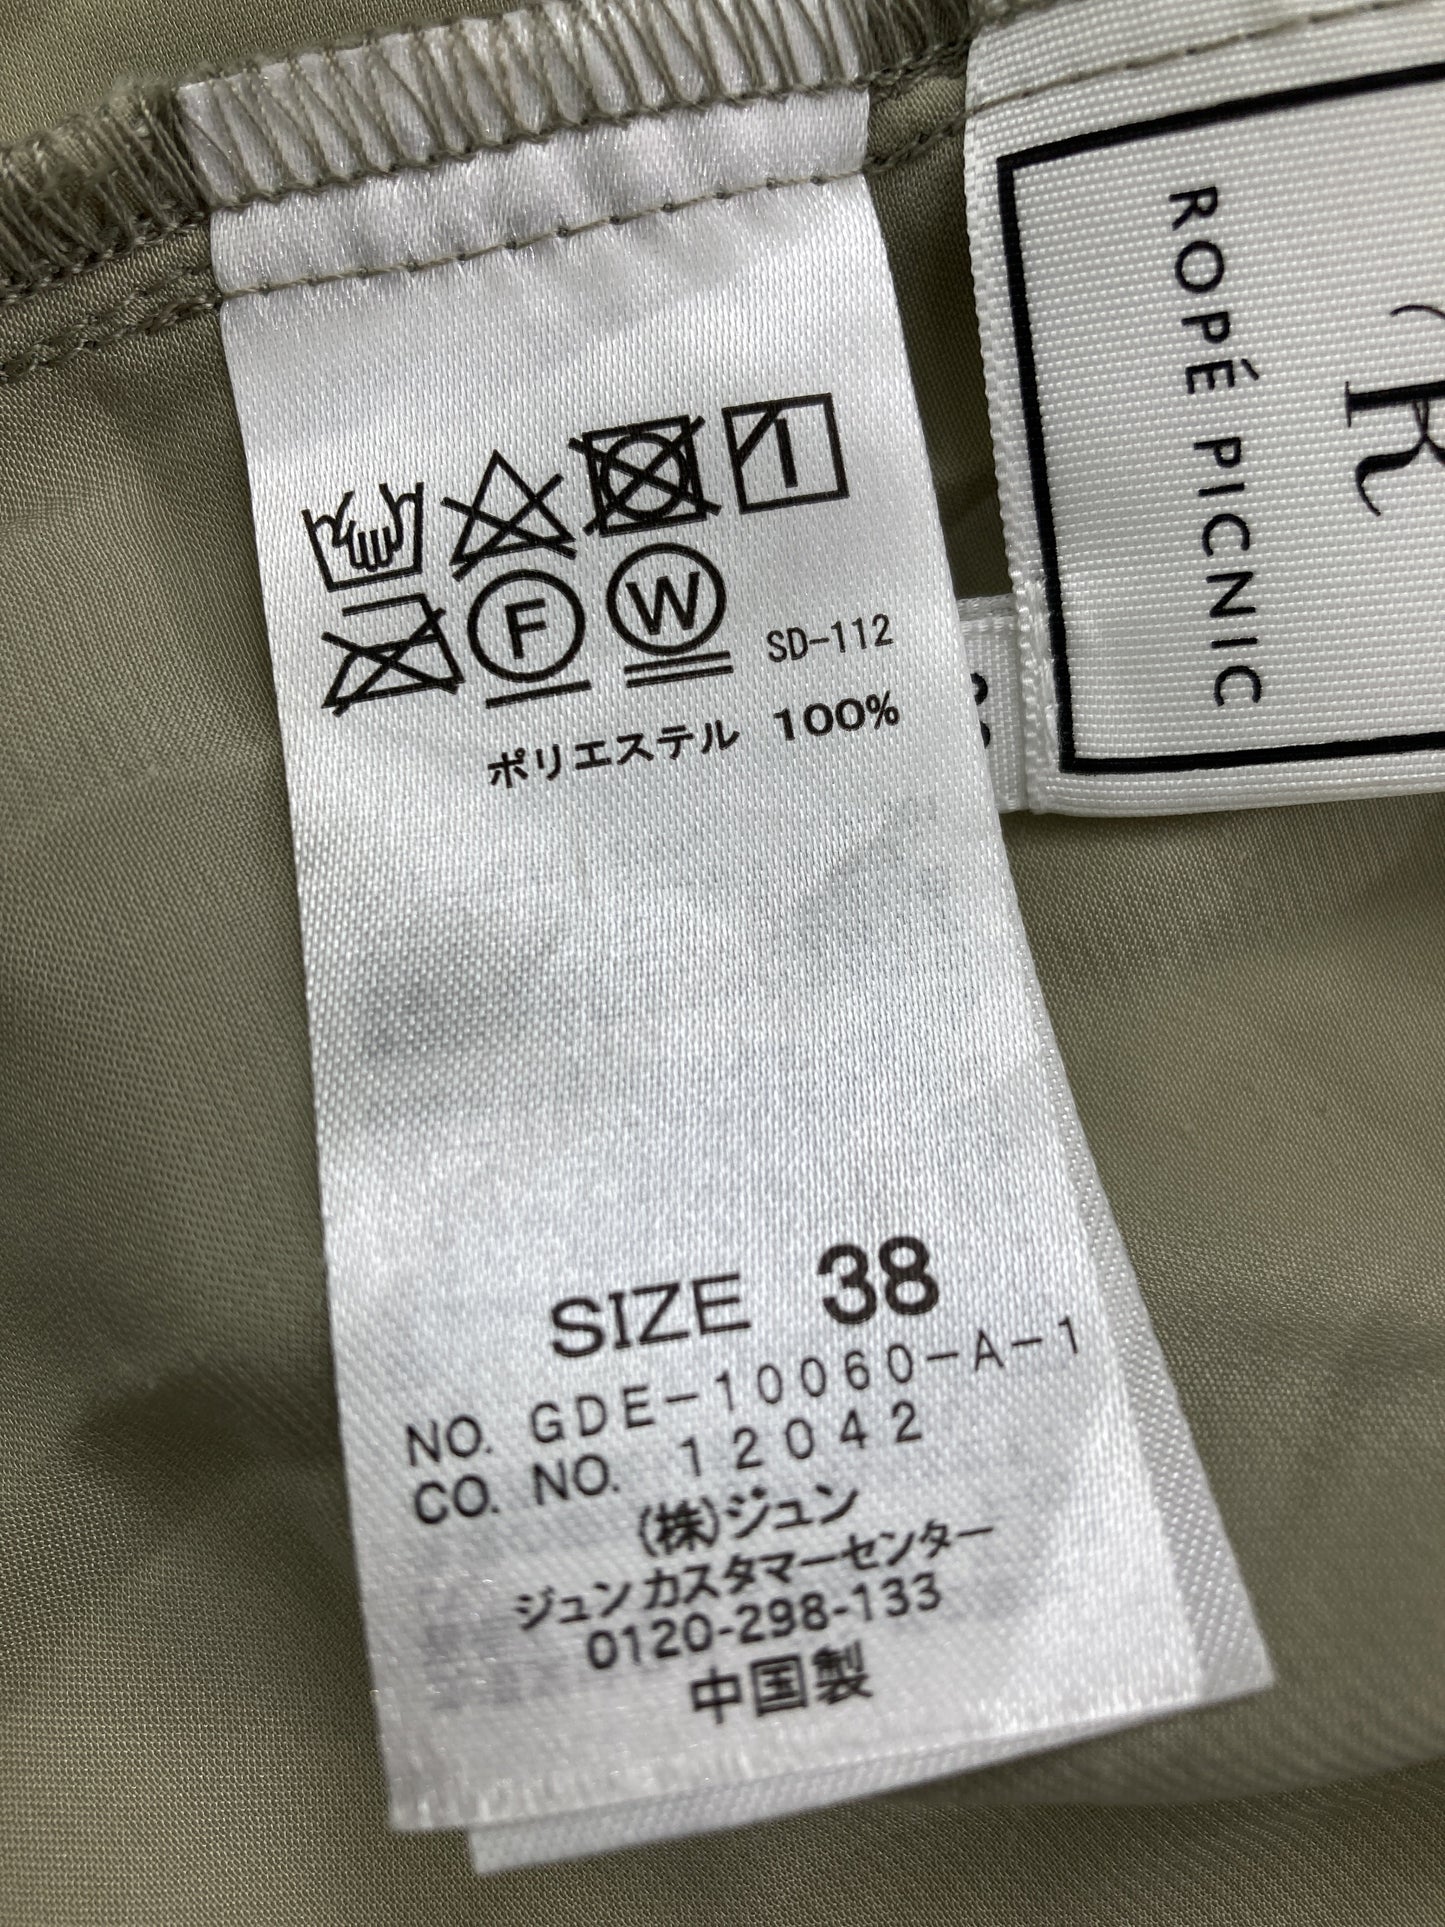 F
W
SD-112
ポリエステル 100%
SIZE 38
NO. GDE-10060-A-1
CO. NO. 12042
(株)ジュン
ジュンカスタマーセンター
0120-298-133
中国製
R
ROPÉ PICNIC